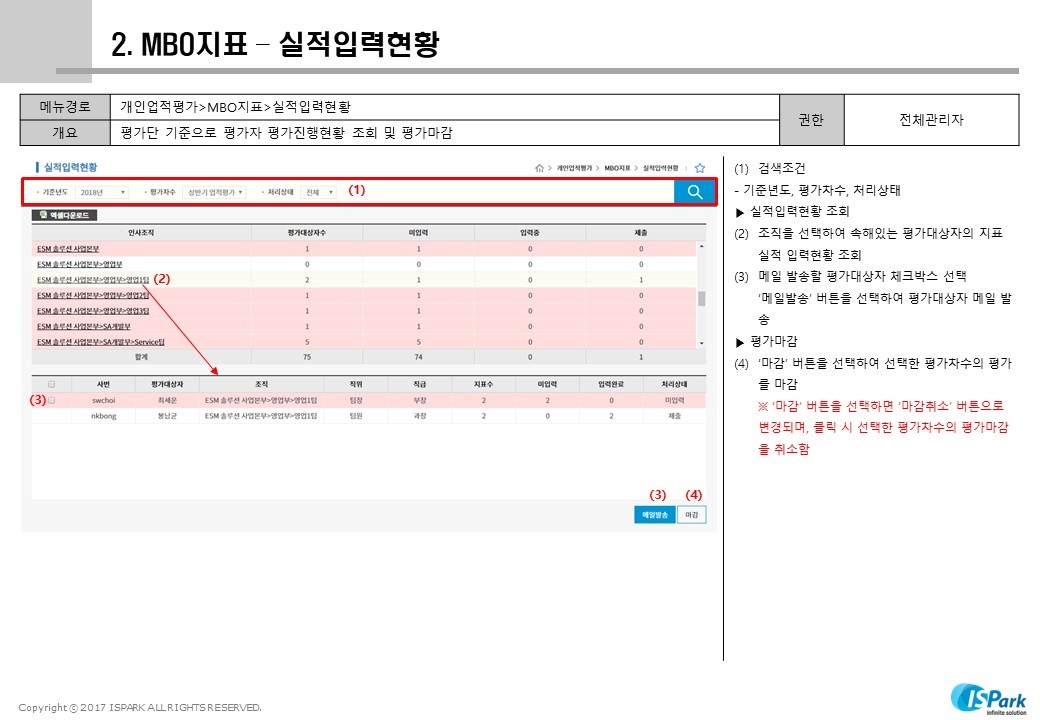 2. MBO지표 – 실적입력현황
메뉴경로 개인업적평가>MBO지표>실적입력현황 권한 전체관리자
개요 평가단 기준으로 평가자 평가진행현황 조회 및 평가마감
실적입력현황 > 개인업적평가 > MBO지표 > 실적입력현황
기준년도 2018년 평가차수 상반기 업적평가 처리상태 전체 (1)
엑셀다운로드
인사조직 평가대상자수 미입력 입력중 제출
ESM 솔루션 사업본부 1 1 0 0
ESM 솔루션 사업본부>영업부 0 0 0 0
ESM 솔루션 사업본부>영업부>영업1팀 (2) 2 1 0 1
ESM 솔루션 사업본부>영업부>영업2팀 1 1 0 0
ESM 솔루션 사업본부>영업부>영업3팀 1 1 0 0
ESM 솔루션 사업본부>SA개발부 1 1 0 0
ESM 솔루션 사업본부>SA개발부>Service팀 5 5 0 0
합계 75 74 0 1
사번 평가대상자 조직 직위 직급 지표수 미입력 입력완료 처리상태
(3) swchoi 최세운 ESM 솔루션 사업본부>영업부>영업1팀 팀장 부장 2 2 0 미입력
nkbong 봉남균 ESM 솔루션 사업본부>영업부>영업1팀 팀원 과장 2 0 2 제출
(3) (4)
메일발송 마감
(1) 검색조건
- 기준년도, 평가차수, 처리상태
▶ 실적입력현황 조회
(2) 조직을 선택하여 속해있는 평가대상자의 지표
실적 입력현황 조회
(3) 메일 발송할 평가대상자 체크박스 선택
‘메일발송’ 버튼을 선택하여 평가대상자 메일 발
송
▶ 평가마감
(4) ‘마감’ 버튼을 선택하여 선택한 평가차수의 평가
를 마감
※ ‘마감’ 버튼을 선택하면 ‘마감취소’ 버튼으로
변경되며, 클릭 시 선택한 평가차수의 평가마감
을 취소함
Copyright ⓒ 2017 ISPARK ALL RIGHTS RESERVED.
ISPark
infinite solution